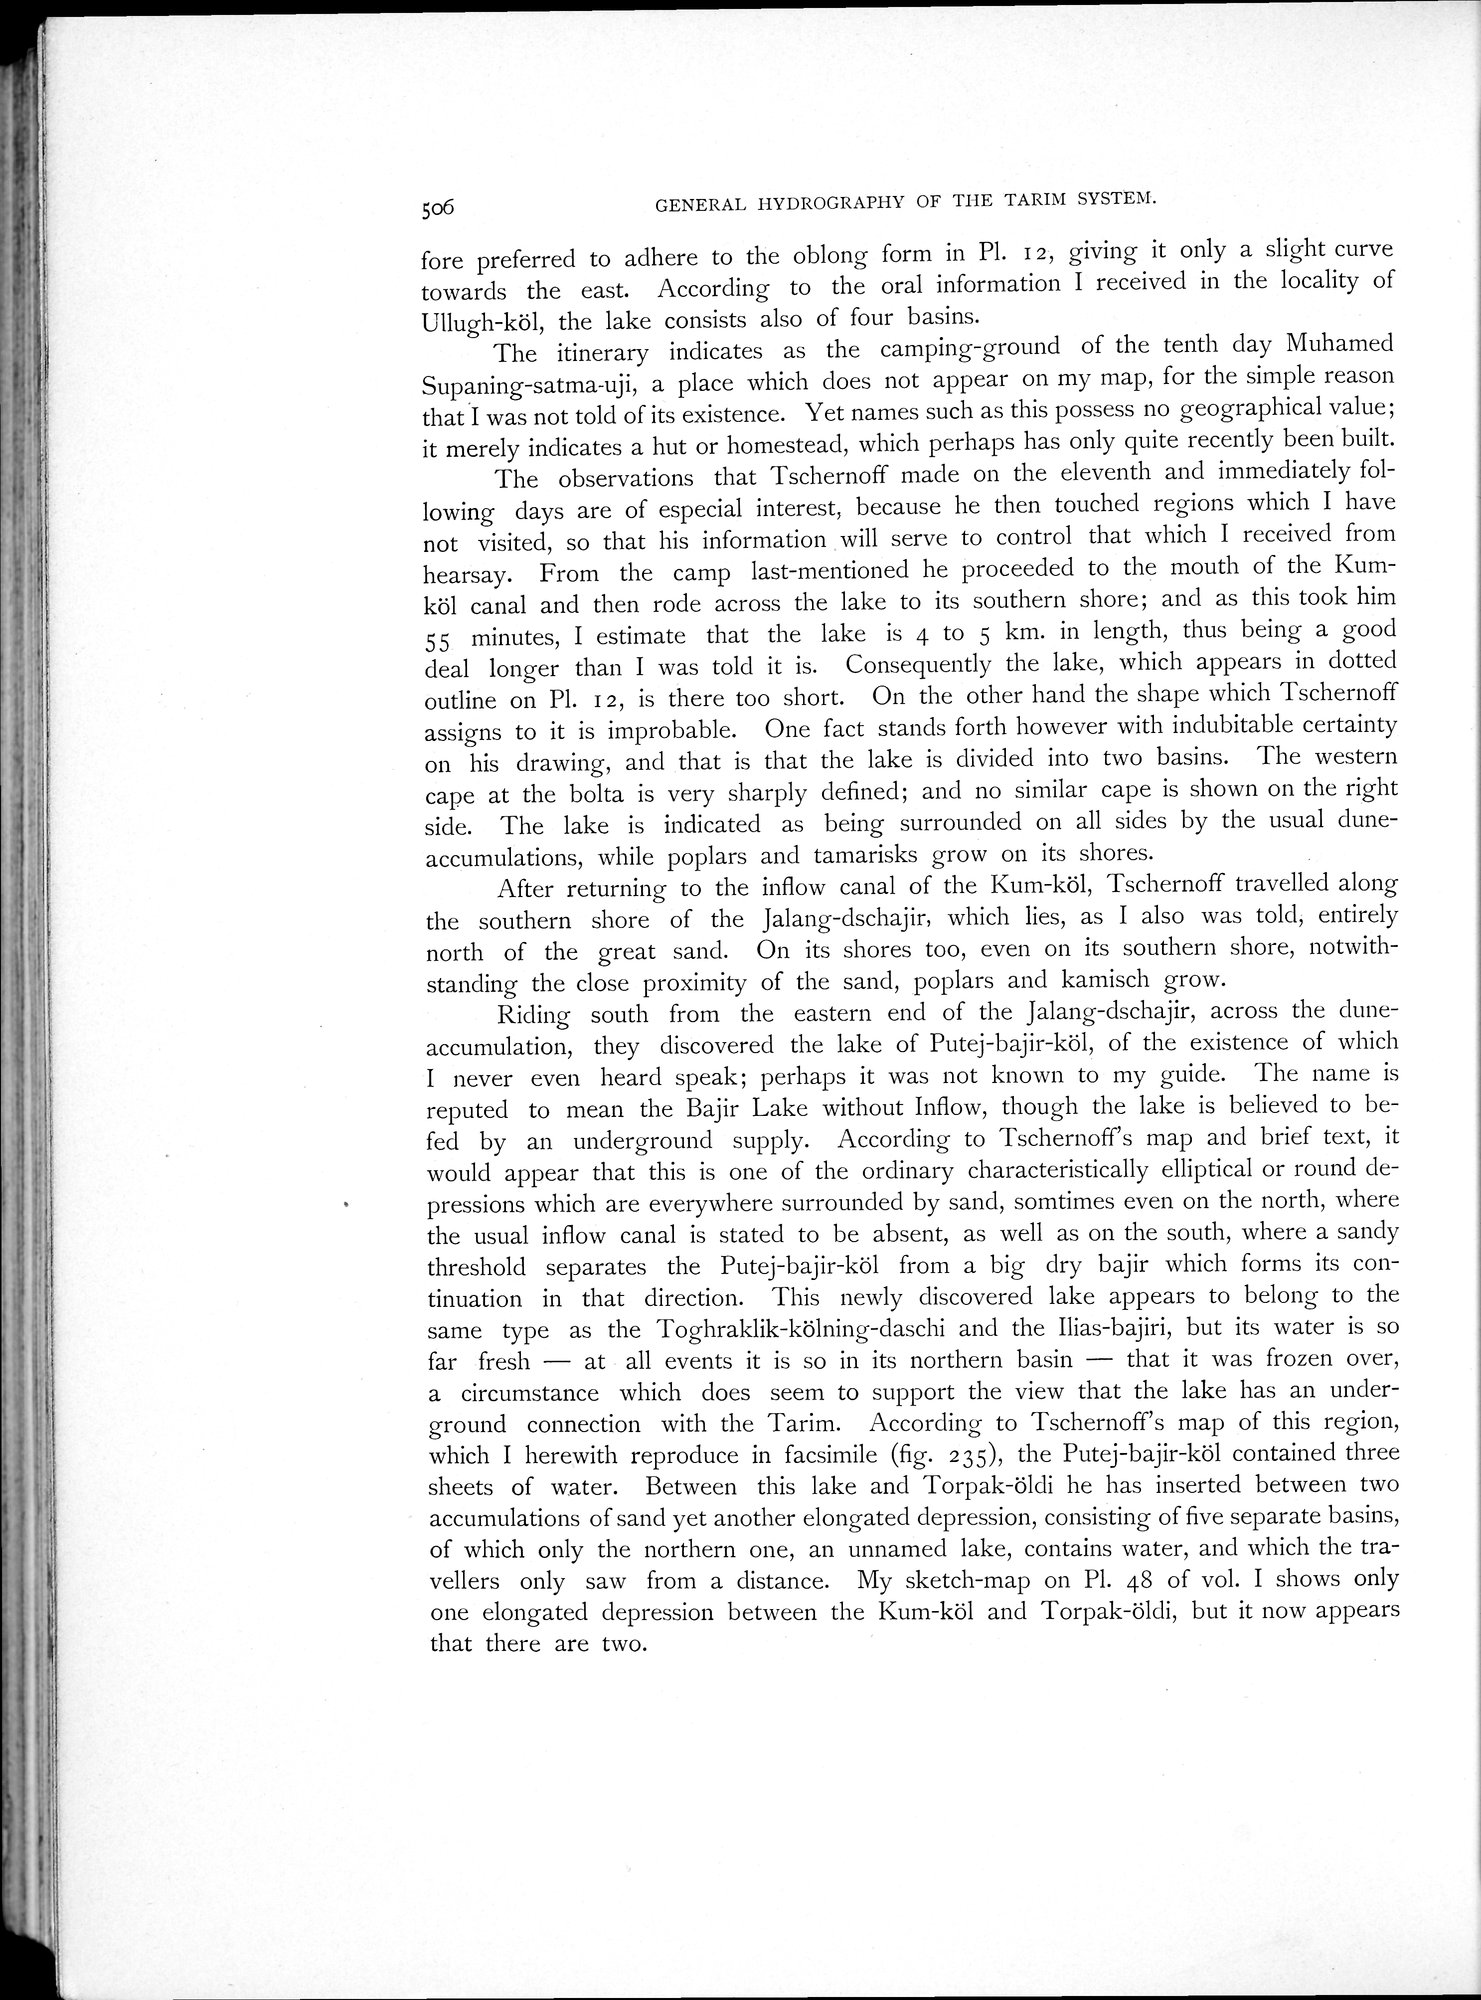 506 GENERAL HYDROGRAPHY OF THE TARIM SYSTEM.
fore preferred to adhere to the oblong form in Pl. 12, giving it only a slight curve
towards the east. According to the oral information I received in the locality of
Ullugh-köl, the lake consists also of four basins.
The itinerary indicates as the camping-ground of the tenth day Muhamed
Supaning-satma-uji, a place which does not appear on my map, for the simple reason
that I was not told of its existence. Yet names such as this possess no geographical value;
it merely indicates a hut or homestead, which perhaps has only quite recently been built.
The observations that Tschernoff made on the eleventh and immediately fol-
lowing days are of especial interest, because he then touched regions which I have
not visited, so that his information will serve to control that which I received from
hearsay. From the camp last-mentioned he proceeded to the mouth of the Kum-
köl canal and then rode across the lake to its southern shore; and as this took him
55 minutes, I estimate that the lake is 4 to 5 km. in length, thus being a good
deal longer than I was told it is. Consequently the lake, which appears in dotted
outline on Pl. 12, is there too short. On the other hand the shape which Tschernoff
assigns to it is improbable. One fact stands forth however with indubitable certainty
on his drawing, and that is that the lake is divided into two basins. The western
cape at the bolta is very sharply defined; and no similar cape is shown on the right
side. The lake is indicated as being surrounded on all sides by the usual dune-
accumulations, while poplars and tamarisks grow on its shores.
After returning to the inflow canal of the Kum-köl, Tschernoff travelled along
the southern shore of the Jalang-dschajir, which lies, as I also was told, entirely
north of the great sand. On its shores too, even on its southern shore, notwith-
standing the close proximity of the sand, poplars and kamisch grow.
Riding south from the eastern end of the Jalang-dschajir, across the dune-
accumulation, they discovered the lake of Putej-bajir-köl, of the existence of which
I never even heard speak; perhaps it was not known to my guide. The name is
reputed to mean the Bajir Lake without Inflow, though the lake is believed to be-
fed by an underground supply. According to Tschernoff's map and brief text, it
would appear that this is one of the ordinary characteristically elliptical or round de-
pressions which are everywhere surrounded by sand, somtimes even on the north, where
the usual inflow canal is stated to be absent, as well as on the south, where a sandy
threshold separates the Putej-bajir-köl from a big dry bajir which forms its con-
tinuation in that direction. This newly discovered lake appears to belong to the
same type as the Toghraklik-kölning-daschi and the Ilias-bajiri, but its water is so
far fresh — at all events it is so in its northern basin — that it was frozen over,
a circumstance which does seem to support the view that the lake has an under-
ground connection with the Tarim. According to Tschernoff's map of this region,
which I herewith reproduce in facsimile (fig. 235), the Putej-bajir-köl contained three
sheets of water. Between this lake and Torpak-öldi he has inserted between two
accumulations of sand yet another elongated depression, consisting of five separate basins,
of which only the northern one, an unnamed lake, contains water, and which the tra-
vellers only saw from a distance. My sketch-map on Pl. 48 of vol. I shows only
one elongated depression between the Kum-köl and Torpak-öldi, but it now appears
that there are two.